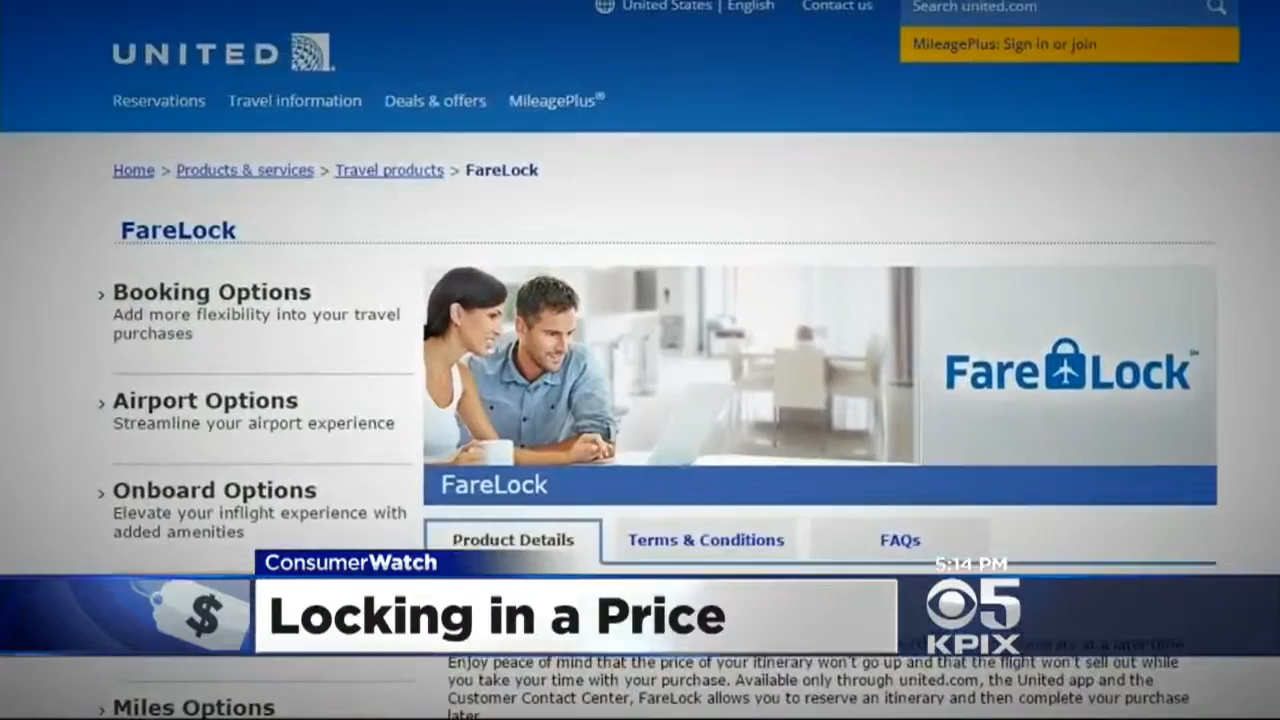 United States | English Contact us Search united.com
UNITED
MileagePlus: Sign in or join
Reservations Travel information Deals & offers MileagePlus®
Home > Products & services > Travel products > FareLock
FareLock
› Booking Options
Add more flexibility into your travel
purchases
› Airport Options
Streamline your airport experience
› Onboard Options
Elevate your inflight experience with
added amenities
FareLock™
FareLock
Product Details Terms & Conditions FAQs
ConsumerWatch
Locking in a Price
5:14 PM
5
KPIX
at a later time
Enjoy peace of mind that the price of your itinerary won't go up and that the flight won't sell out while
you take your time with your purchase. Available only through united.com, the United app and the
Customer Contact Center, FareLock allows you to reserve an itinerary and then complete your purchase
later.
› Miles Options